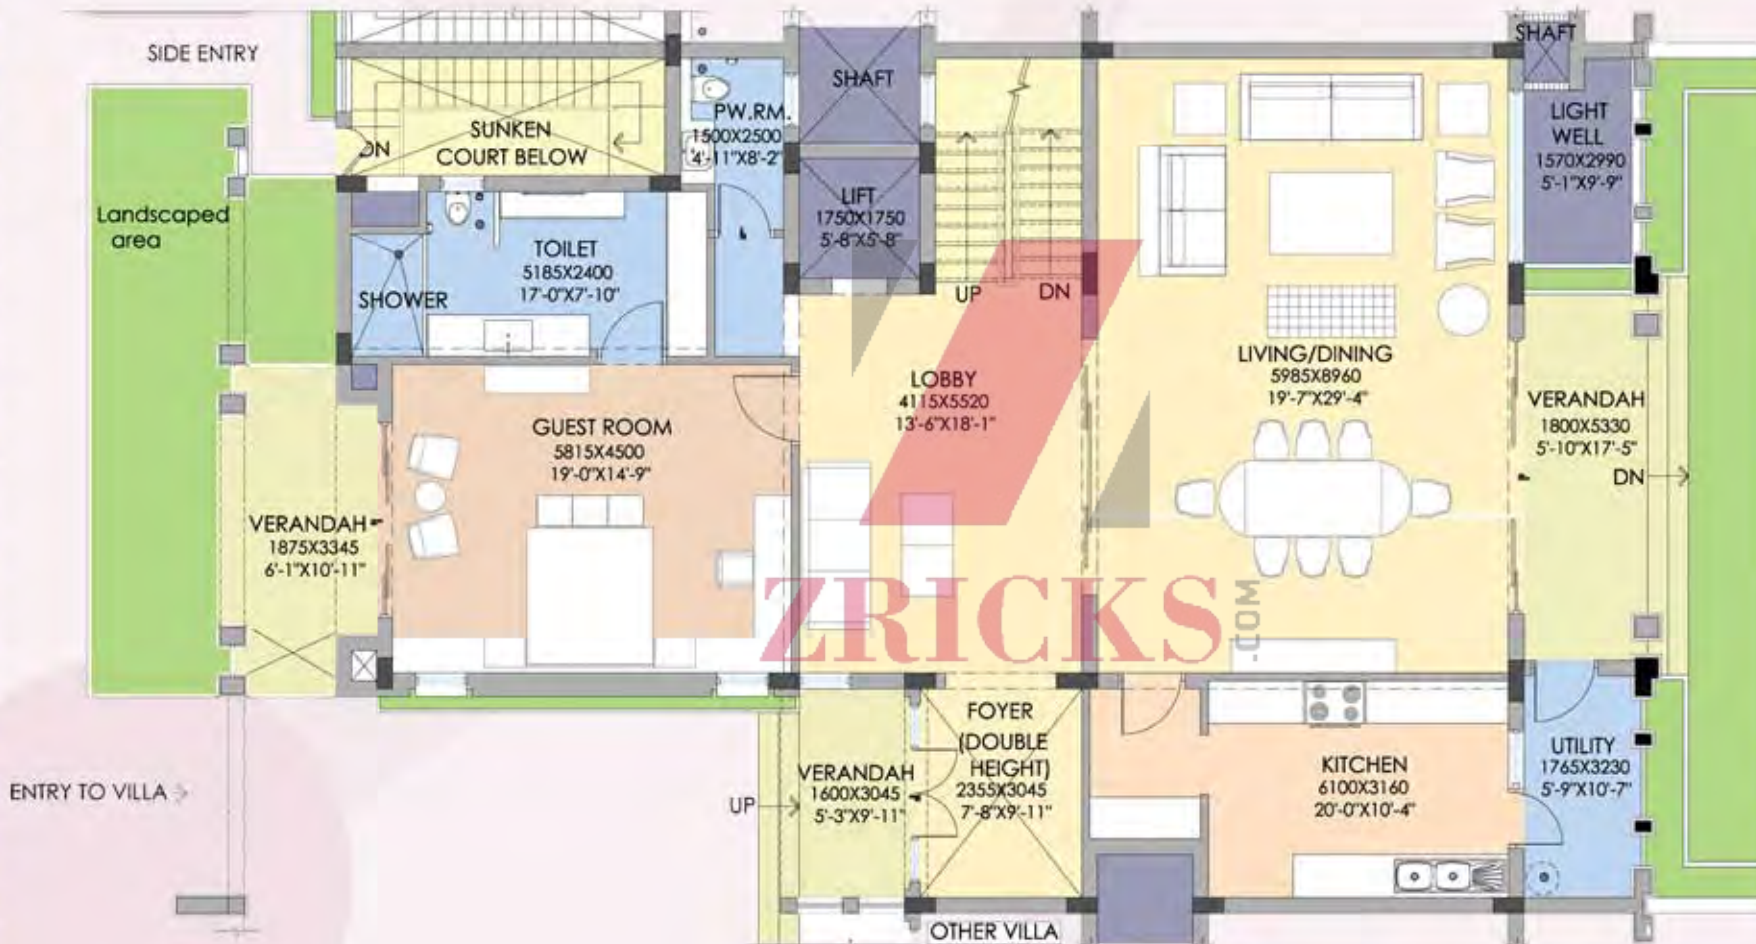 SIDE ENTRY
SHAFT
SHAFT
SUNKEN
COURT BELOW
DN
PW.RM.
1500X2500
4'-11"X8'-2"
LIGHT
WELL
1570X2990
5'-1"X9'-9"
Landscaped
area
LIFT
1750X1750
5'-8"X5'-8"
TOILET
5185X2400
17'-0"X7'-10"
SHOWER
UP
DN
LIVING/DINING
5985X8960
19'-7"X29'-4"
LOBBY
4115X5520
13'-6"X18'-1"
VERANDAH
1800X5330
5'-10"X17'-5"
DN
GUEST ROOM
5815X4500
19'-0"X14'-9"
VERANDAH
1875X3345
6'-1"X10'-11"
ZRICKS
.COM
FOYER
(DOUBLE
HEIGHT)
2355X3045
7'-8"X9'-11"
VERANDAH
1600X3045
5'-3"X9'-11"
UP
KITCHEN
6100X3160
20'-0"X10'-4"
UTILITY
1765X3230
5'-9"X10'-7"
ENTRY TO VILLA
OTHER VILLA